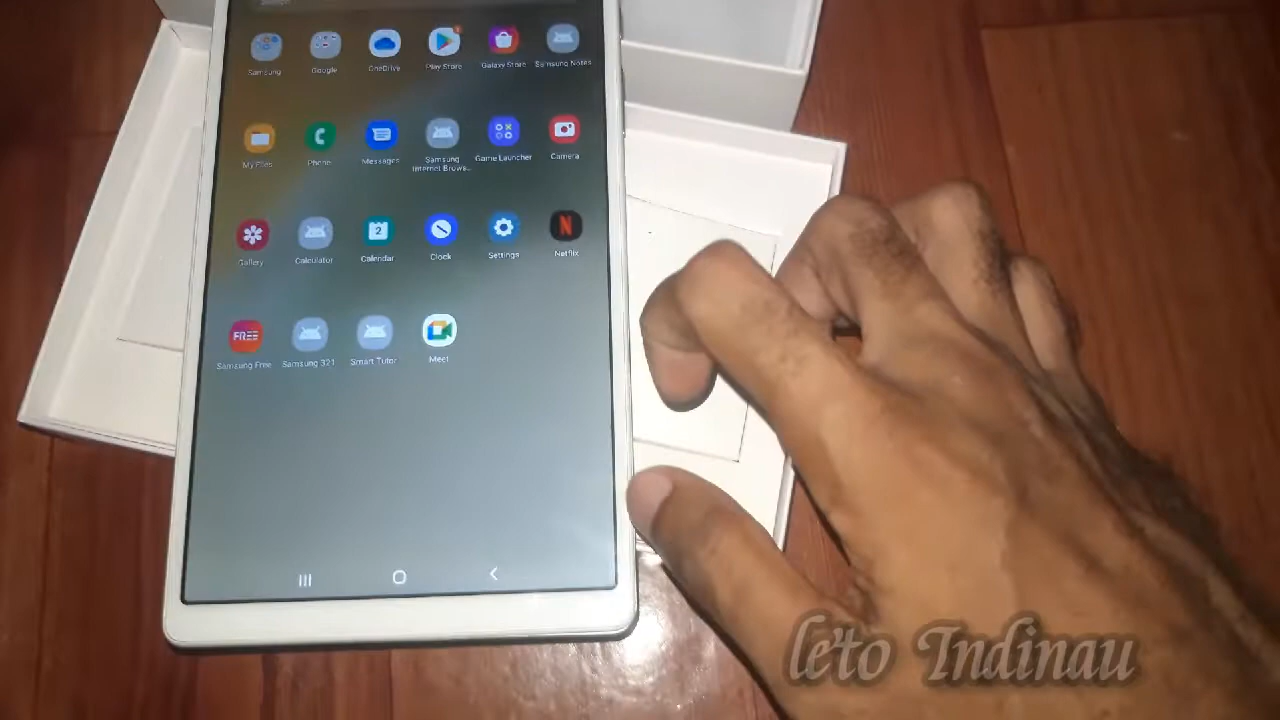 Samsung Google OneDrive Play Store Galaxy Store Samsung Notes
My Files Phone Messages Samsung Internet Brows... Game Launcher Camera
2
Gallery Calculator Calendar Clock Settings Netflix
N
FREE
Samsung Free Samsung 321 Smart Tutor Meet
leto Indinau